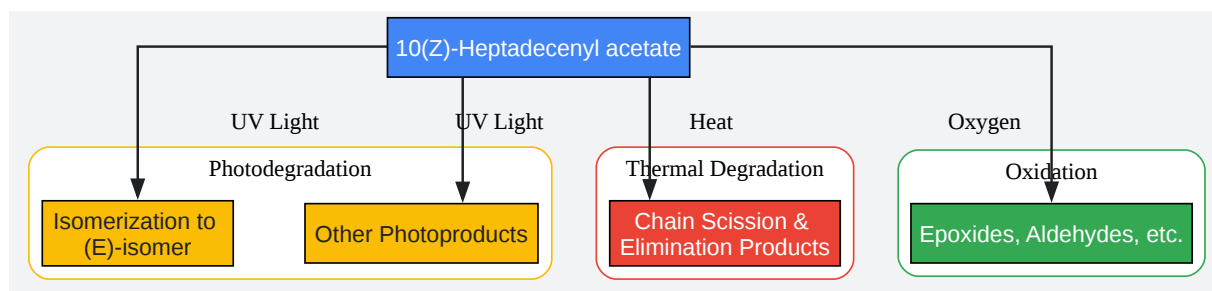 10(Z)-Heptadecenyl acetate
UV Light
UV Light
Heat
Oxygen
Photodegradation
Thermal Degradation
Oxidation
Isomerization to
(E)-isomer
Other Photoproducts
Chain Scission &
Elimination Products
Epoxides, Aldehydes, etc.